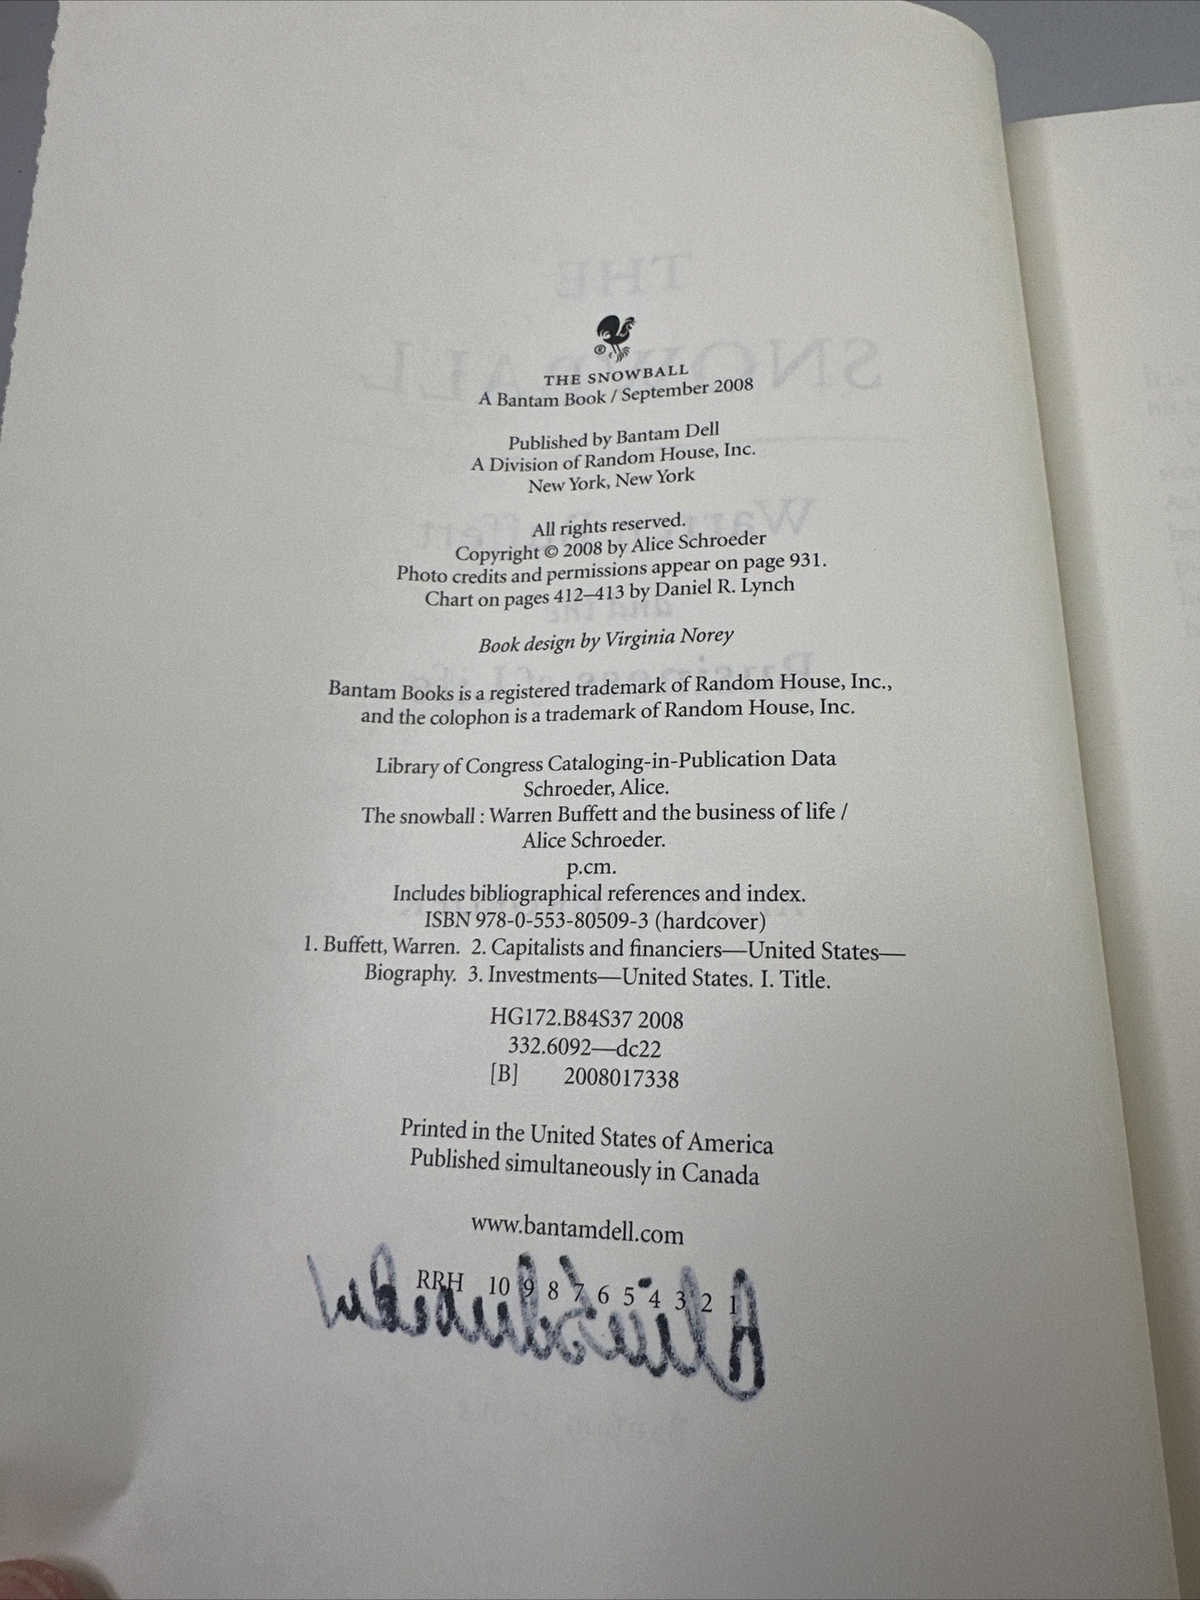 THE SNOWBALL
A Bantam Book / September 2008
Published by Bantam Dell
A Division of Random House, Inc.
New York, New York
All rights reserved.
Copyright © 2008 by Alice Schroeder
Photo credits and permissions appear on page 931.
Chart on pages 412–413 by Daniel R. Lynch
Book design by Virginia Norey
Bantam Books is a registered trademark of Random House, Inc.,
and the colophon is a trademark of Random House, Inc.
Library of Congress Cataloging-in-Publication Data
Schroeder, Alice.
The snowball : Warren Buffett and the business of life /
Alice Schroeder.
p.cm.
Includes bibliographical references and index.
ISBN 978-0-553-80509-3 (hardcover)
1. Buffett, Warren. 2. Capitalists and financiers—United States—
Biography. 3. Investments—United States. I. Title.
HG172.B84S37 2008
332.6092—dc22
[B] 2008017338
Printed in the United States of America
Published simultaneously in Canada
www.bantamdell.com
RRH 10 9 8 7 6 5 4 3 2 1